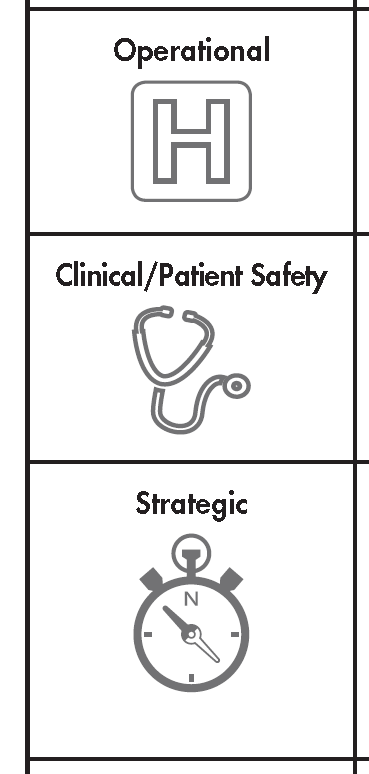 Operational
H
Clinical/Patient Safety
Strategic
N